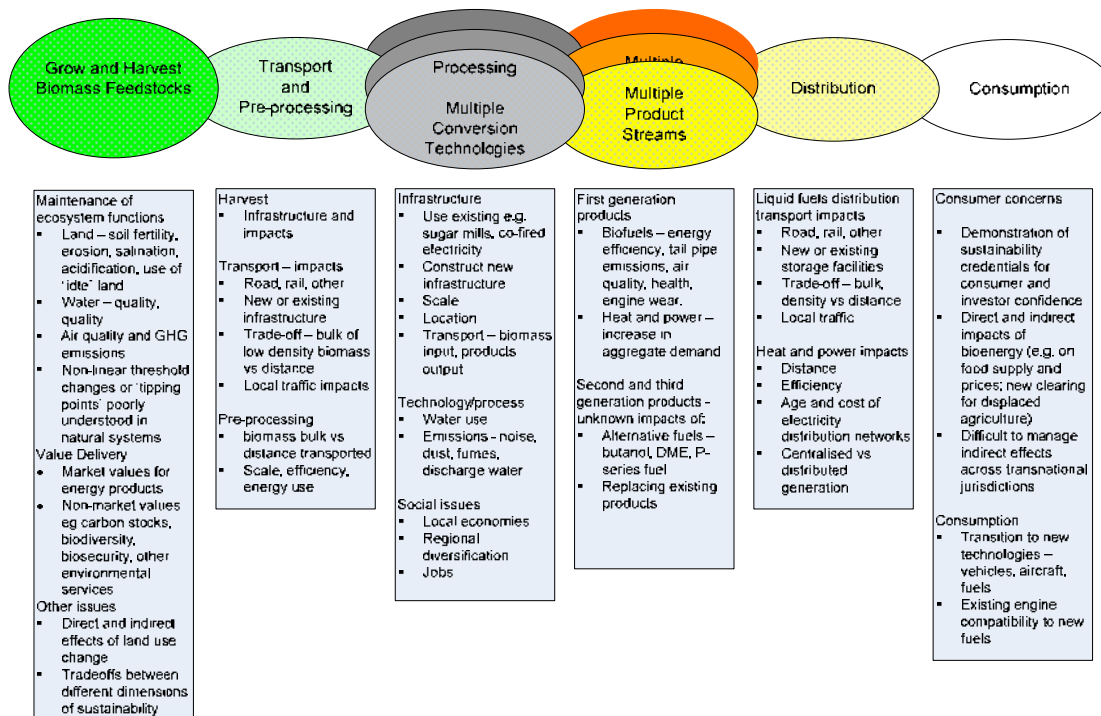 Grow and Harvest
Biomass Feedstocks
Transport
and
Pre-processing
Processing
Multiple
Conversion
Technologies
Multiple
Multiple
Product
Streams
Distribution
Consumption
Maintenance of
ecosystem functions
▪ Land – soil fertility,
erosion, salination,
acidification, use of
'idle' land
▪ Water – quality,
quality
▪ Air quality and GHG
emissions
▪ Non-linear threshold
changes or 'tipping
points' poorly
understood in
natural systems
Value Delivery
● Market values for
energy products
● Non-market values
eg carbon stocks,
biodiversity,
biosecurity, other
environmental
services
Other issues
▪ Direct and indirect
effects of land use
change
▪ Tradeoffs between
different dimensions
of sustainability
Harvest
▪ Infrastructure and
impacts
Transport – impacts
▪ Road, rail, other
▪ New or existing
infrastructure
▪ Trade-off – bulk of
low density biomass
vs distance
▪ Local traffic impacts
Pre-processing
▪ biomass bulk vs
distance transported
▪ Scale, efficiency,
energy use
Infrastructure
▪ Use existing e.g.
sugar mills, co-fired
electricity
▪ Construct new
infrastructure
▪ Scale
▪ Location
▪ Transport – biomass
input, products
output
Technology/process
▪ Water use
▪ Emissions - noise,
dust, fumes,
discharge water
Social issues
▪ Local economies
▪ Regional
diversification
▪ Jobs
First generation
products
▪ Biofuels – energy
efficiency, tail pipe
emissions, air
quality, health,
engine wear.
▪ Heat and power –
increase in
aggregate demand
Second and third
generation products -
unknown impacts of:
▪ Alternative fuels –
butanol, DME, P-
series fuel
▪ Replacing existing
products
Liquid fuels distribution
transport impacts
▪ Road, rail, other
▪ New or existing
storage facilities
▪ Trade-off – bulk,
density vs distance
▪ Local traffic
Heat and power impacts
▪ Distance
▪ Efficiency
▪ Age and cost of
electricity
distribution networks
▪ Centralised vs
distributed
generation
Consumer concerns
▪ Demonstration of
sustainability
credentials for
consumer and
investor confidence
▪ Direct and indirect
impacts of
bioenergy (e.g. on
food supply and
prices; new clearing
for displaced
agriculture)
▪ Difficult to manage
indirect effects
across transnational
jurisdictions
Consumption
▪ Transition to new
technologies –
vehicles, aircraft,
fuels
▪ Existing engine
compatibility to new
fuels